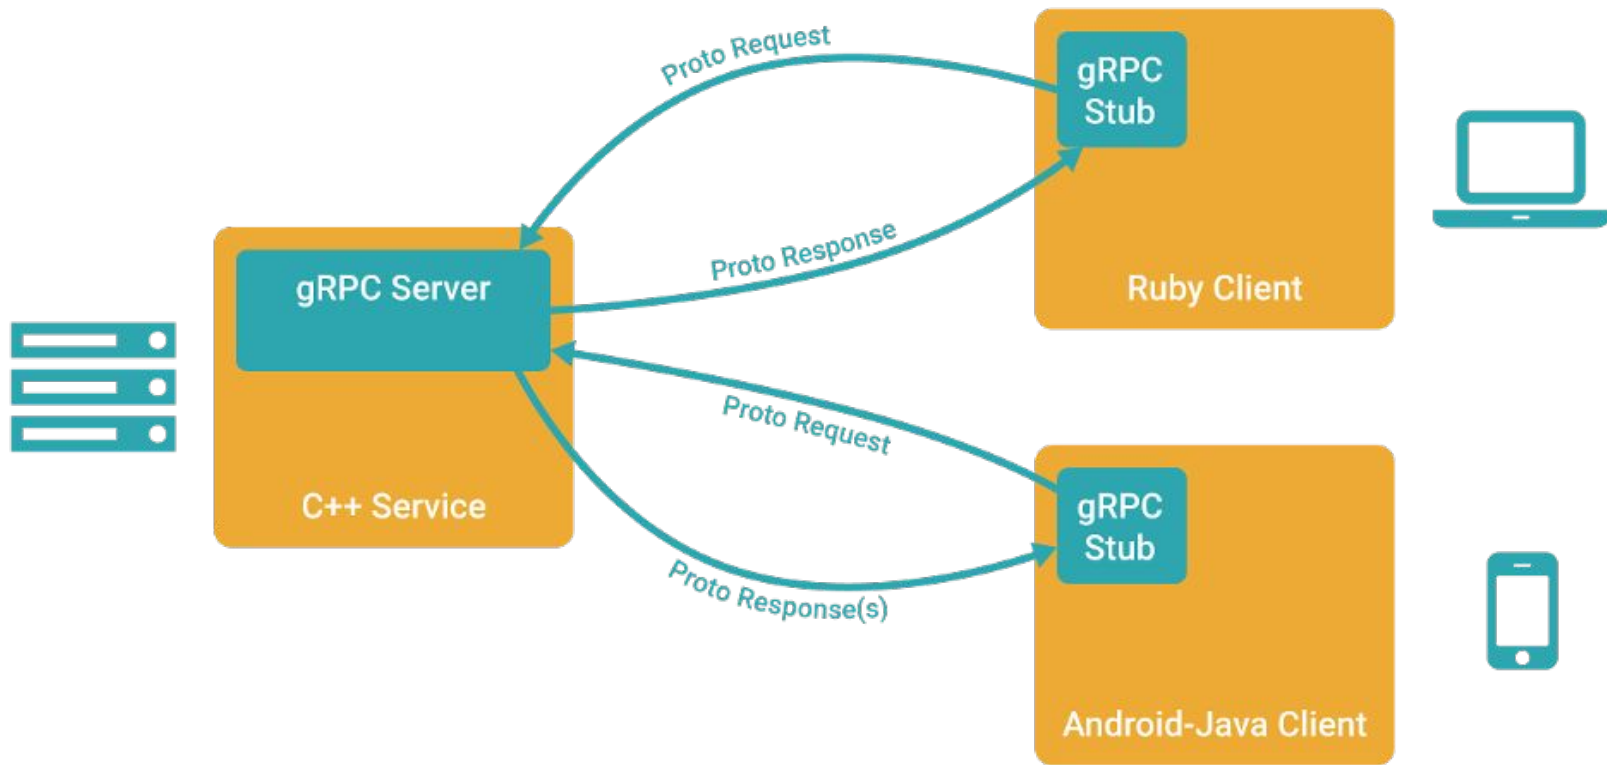 Proto Request
gRPC
Stub
Ruby Client
Proto Response
gRPC Server
C++ Service
Proto Request
gRPC
Stub
Proto Response(s)
Android-Java Client